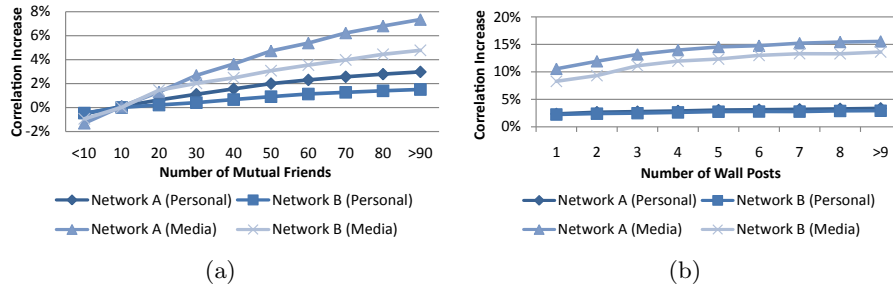 8%
6%
4%
2%
0%
-2%
Correlation Increase
<10 10 20 30 40 50 60 70 80 >90
Number of Mutual Friends
Network A (Personal) Network B (Personal)
Network A (Media) Network B (Media)
(a)
20%
15%
10%
5%
0%
Correlation Increase
1 2 3 4 5 6 7 8 >9
Number of Wall Posts
Network A (Personal) Network B (Personal)
Network A (Media) Network B (Media)
(b)